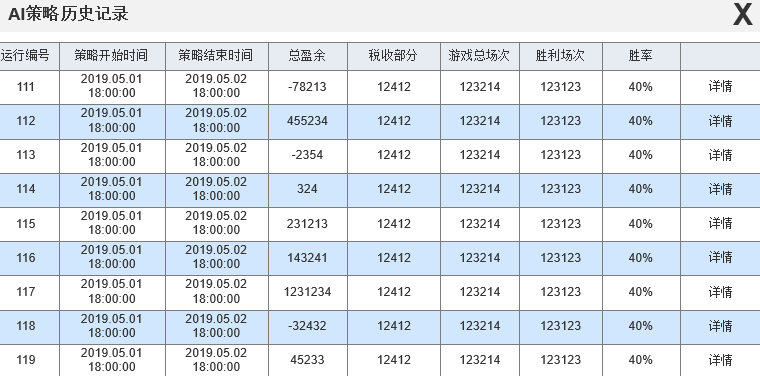 AI策略历史记录 X
运行编号 策略开始时间 策略结束时间 总盈余 税收部分 游戏总场次 胜利场次 胜率
111 2019.05.01 18:00:00 2019.05.02 18:00:00 -78213 12412 123214 123123 40% 详情
112 2019.05.01 18:00:00 2019.05.02 18:00:00 455234 12412 123214 123123 40% 详情
113 2019.05.01 18:00:00 2019.05.02 18:00:00 -2354 12412 123214 123123 40% 详情
114 2019.05.01 18:00:00 2019.05.02 18:00:00 324 12412 123214 123123 40% 详情
115 2019.05.01 18:00:00 2019.05.02 18:00:00 231213 12412 123214 123123 40% 详情
116 2019.05.01 18:00:00 2019.05.02 18:00:00 143241 12412 123214 123123 40% 详情
117 2019.05.01 18:00:00 2019.05.02 18:00:00 1231234 12412 123214 123123 40% 详情
118 2019.05.01 18:00:00 2019.05.02 18:00:00 -32432 12412 123214 123123 40% 详情
119 2019.05.01 18:00:00 2019.05.02 18:00:00 45233 12412 123214 123123 40% 详情